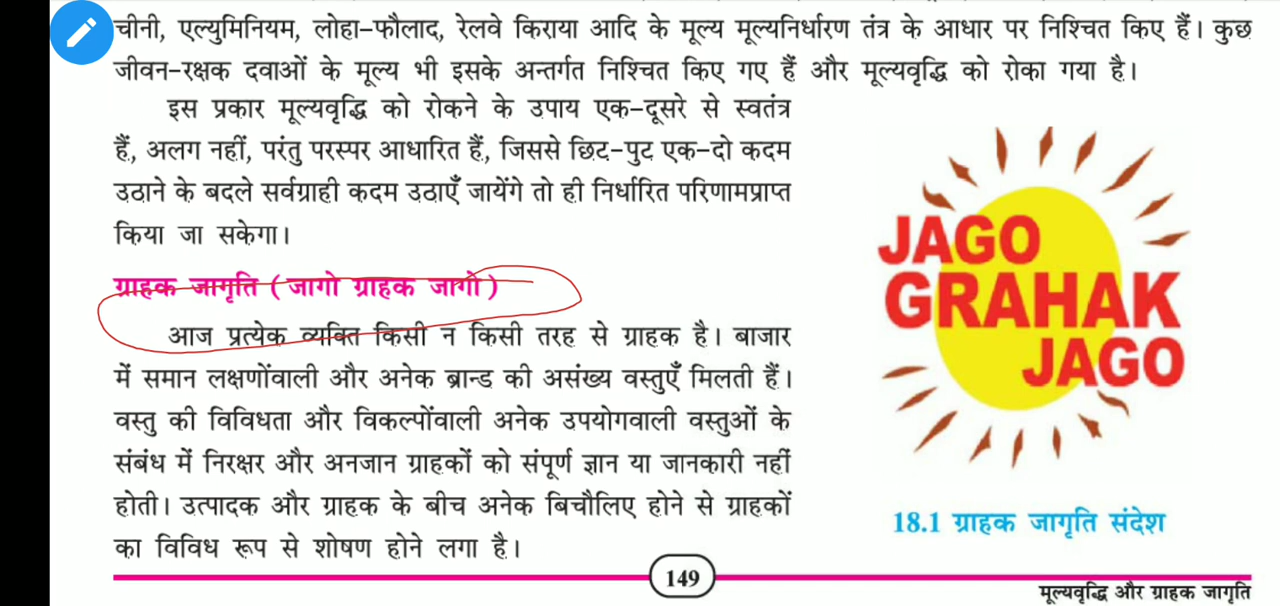 चीनी, एल्युमिनियम, लोहा-फौलाद, रेलवे किराया आदि के मूल्य मूल्यनिर्धारण तंत्र के आधार पर निश्चित किए हैं। कुछ
जीवन-रक्षक दवाओं के मूल्य भी इसके अन्तर्गत निश्चित किए गए हैं और मूल्यवृद्धि को रोका गया है।
इस प्रकार मूल्यवृद्धि को रोकने के उपाय एक-दूसरे से स्वतंत्र
हैं, अलग नहीं, परंतु परस्पर आधारित हैं, जिससे छिट-पुट एक-दो कदम
उठाने के बदले सर्वग्राही कदम उठाएँ जायेंगे तो ही निर्धारित परिणामप्राप्त
किया जा सकेगा।
ग्राहक जागृति ( जागो ग्राहक जागो )
आज प्रत्येक व्यक्ति किसी न किसी तरह से ग्राहक है। बाजार
में समान लक्षणोंवाली और अनेक ब्रान्ड की असंख्य वस्तुएँ मिलती हैं।
वस्तु की विविधता और विकल्पोंवाली अनेक उपयोगवाली वस्तुओं के
संबंध में निरक्षर और अनजान ग्राहकों को संपूर्ण ज्ञान या जानकारी नहीं
होती। उत्पादक और ग्राहक के बीच अनेक बिचौलिए होने से ग्राहकों
का विविध रूप से शोषण होने लगा है।
JAGO
GRAHAK
JAGO
18.1 ग्राहक जागृति संदेश
149
मूल्यवृद्धि और ग्राहक जागृति